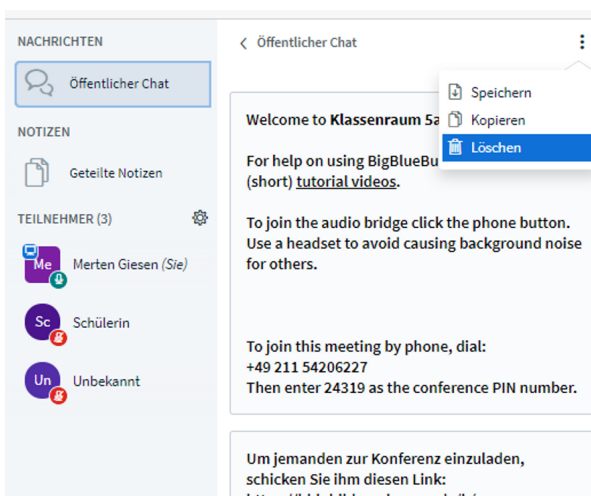 NACHRICHTEN
Öffentlicher Chat
NOTIZEN
Geteilte Notizen
TEILNEHMER (3)
Me
Merten Giesen (Sie)
Sc
Schülerin
Un
Unbekannt
Öffentlicher Chat
Speichern
Kopieren
Löschen
Welcome to Klassenraum 5a
For help on using BigBlueBu
(short) tutorial videos.
To join the audio bridge click the phone button.
Use a headset to avoid causing background noise
for others.
To join this meeting by phone, dial:
+49 211 54206227
Then enter 24319 as the conference PIN number.
Um jemanden zur Konferenz einzuladen,
schicken Sie ihm diesen Link: